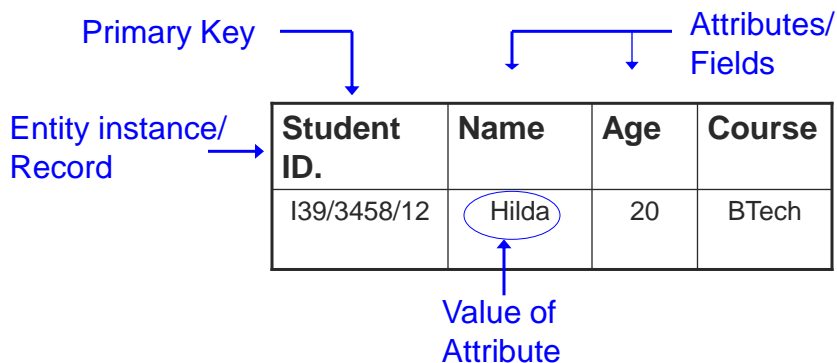 Primary Key
Attributes/
Fields
Entity instance/
Record
Student ID.
Name
Age
Course
I39/3458/12
Hilda
20
BTech
Value of
Attribute